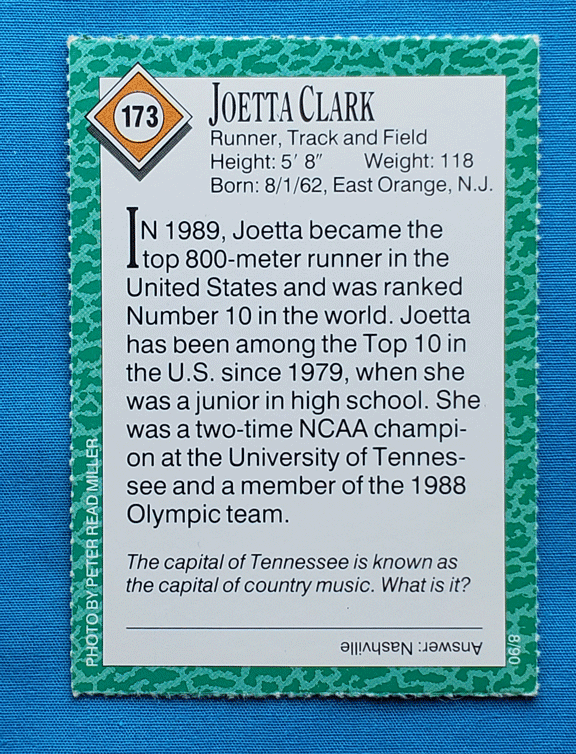 173
JOETTA CLARK
Runner, Track and Field
Height: 5' 8" Weight: 118
Born: 8/1/62, East Orange, N.J.
IN 1989, Joetta became the
top 800-meter runner in the
United States and was ranked
Number 10 in the world. Joetta
has been among the Top 10 in
the U.S. since 1979, when she
was a junior in high school. She
was a two-time NCAA champi-
on at the University of Tennes-
see and a member of the 1988
Olympic team.
The capital of Tennessee is known as
the capital of country music. What is it?
Answer: Nashville
PHOTO BY PETER READ MILLER
8/90